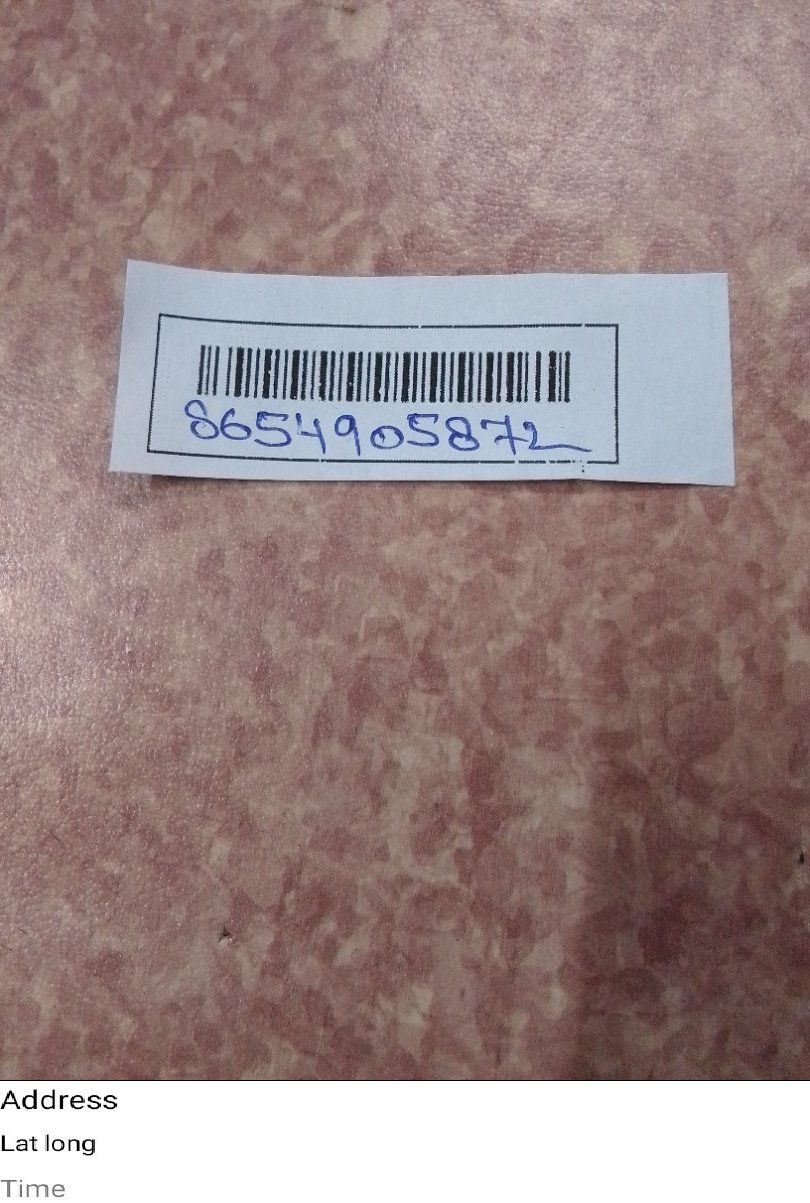 8654905872
Address
Lat long
Time